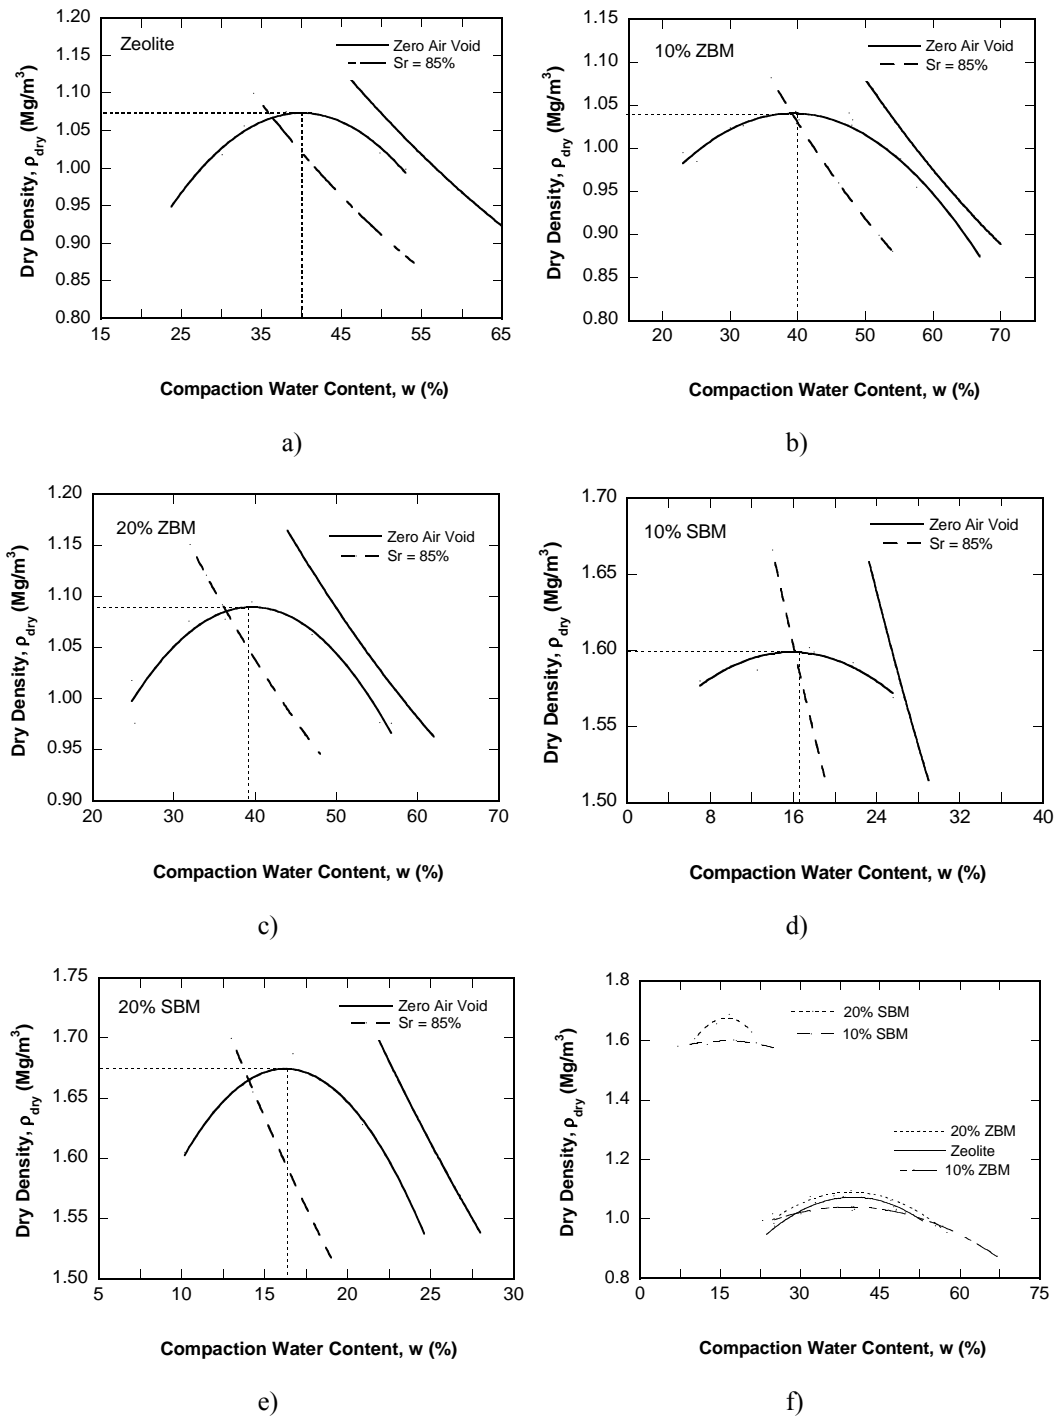 Zeolite
Zero Air Void
Sr = 85%
1.20
1.15
1.10
1.05
1.00
0.95
0.90
0.85
0.80
15
25
35
45
55
65
Dry Density, ρdry (Mg/m3)
Compaction Water Content, w (%)
a)
10% ZBM
Zero Air Void
Sr = 85%
1.15
1.10
1.05
1.00
0.95
0.90
0.85
0.80
20
30
40
50
60
70
Dry Density, ρdry (Mg/m3)
Compaction Water Content, w (%)
b)
20% ZBM
Zero Air Void
Sr = 85%
1.20
1.15
1.10
1.05
1.00
0.95
0.90
20
30
40
50
60
70
Dry Density, ρdry (Mg/m3)
Compaction Water Content, w (%)
c)
10% SBM
Zero Air Void
Sr = 85%
1.70
1.65
1.60
1.55
1.50
0
8
16
24
32
40
Dry Density, ρdry (Mg/m3)
Compaction Water Content, w (%)
d)
20% SBM
Zero Air Void
Sr = 85%
1.75
1.70
1.65
1.60
1.55
1.50
5
10
15
20
25
30
Dry Density, ρdry (Mg/m3)
Compaction Water Content, w (%)
e)
20% SBM
10% SBM
20% ZBM
Zeolite
10% ZBM
1.8
1.6
1.4
1.2
1.0
0.8
0
15
30
45
60
75
Dry Density, ρdry (Mg/m3)
Compaction Water Content, w (%)
f)